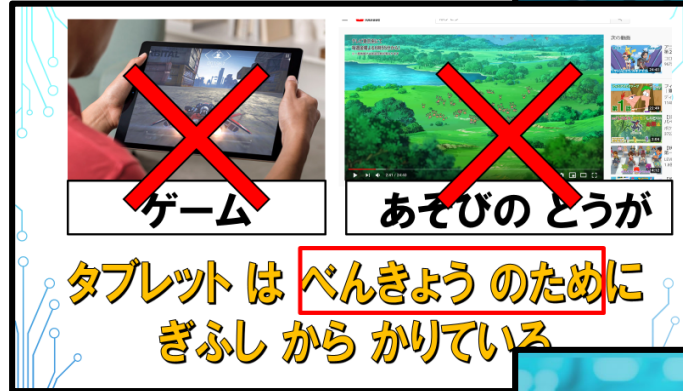 ゲーム
あそびの とうが
タブレット は べんきょう のために
ぎふし から かりている